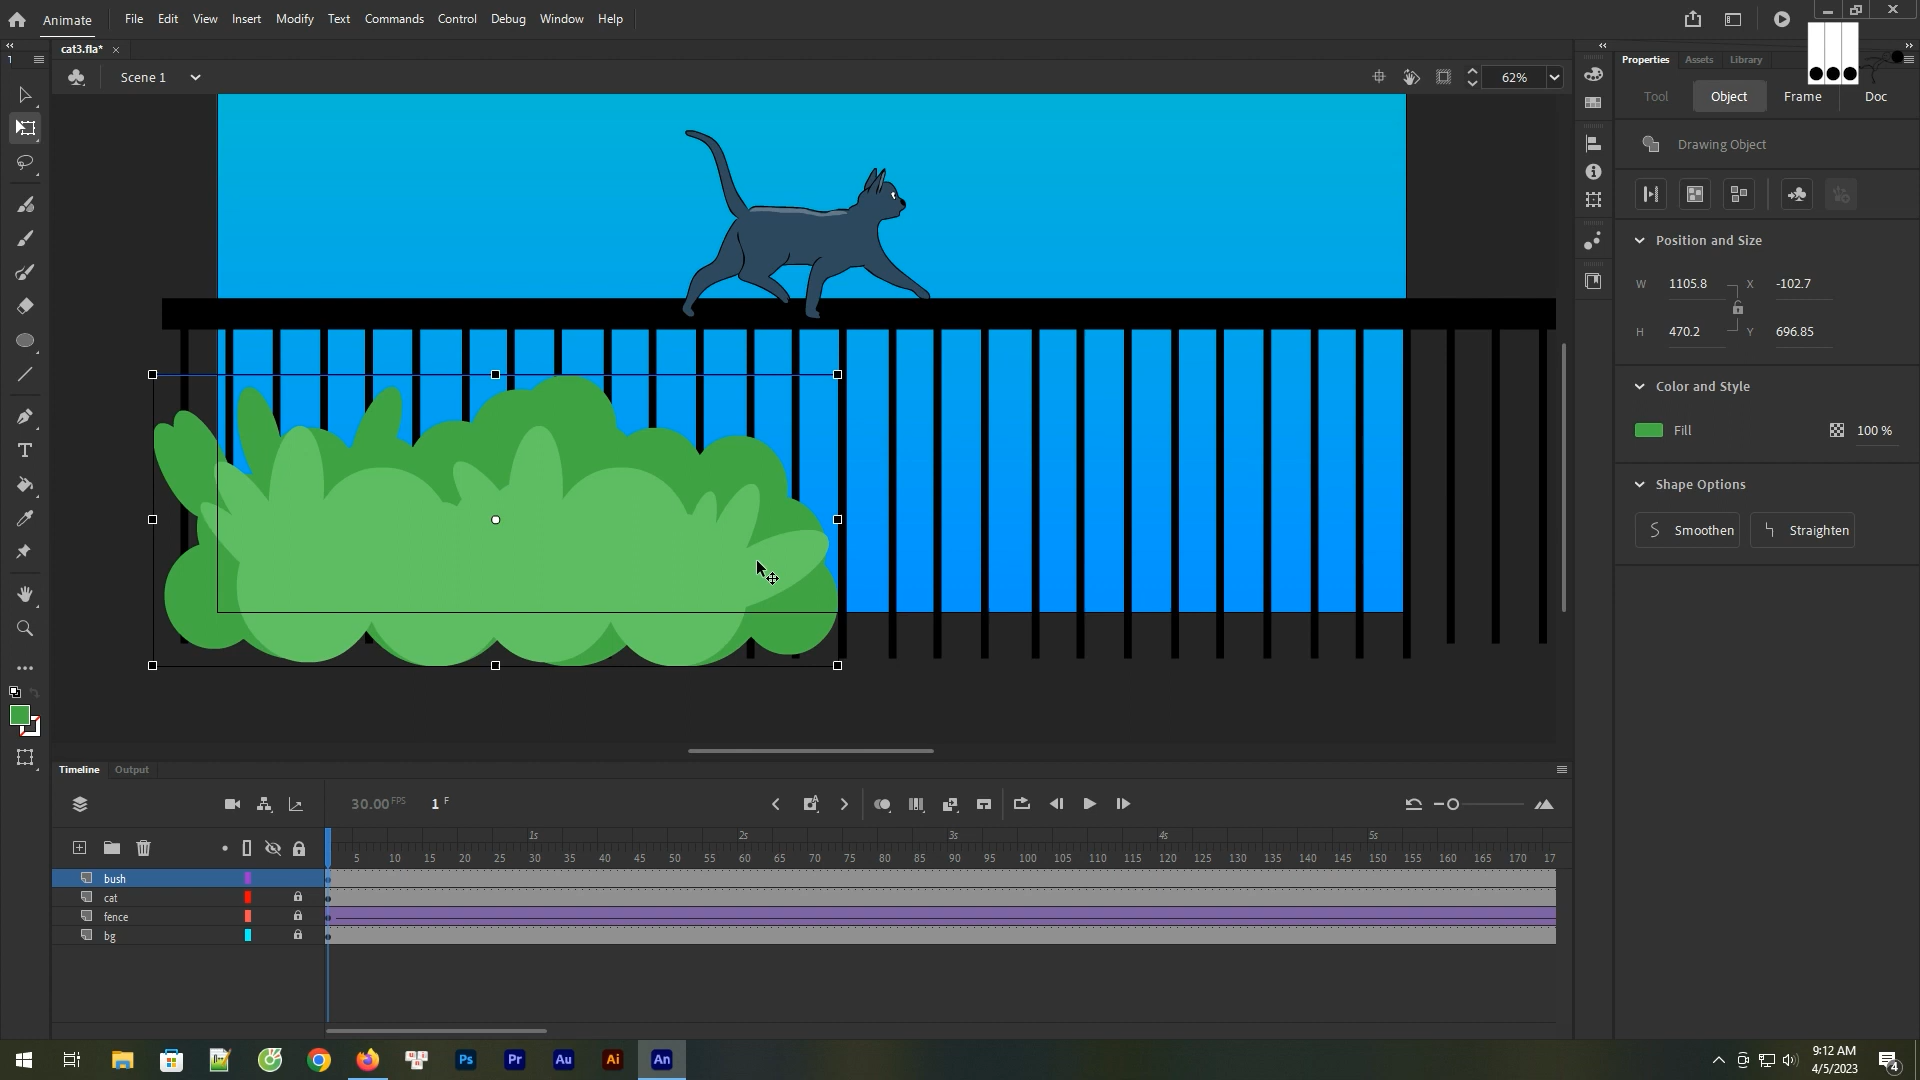 Animate File Edit View Insert Modify Text Commands Control Debug Window Help
cat3.fla* ×
Scene 1 62%
Properties Assets Library
Tool Object Frame Doc
Drawing Object
Position and Size
W 1105.8 X -102.7
H 470.2 Y 696.85
Color and Style
Fill 100 %
Shape Options
Smoothen Straighten
Timeline Output
30.00 FPS 1 F
1s 2s 3s 4s 5s
5 10 15 20 25 30 35 40 45 50 55 60 65 70 75 80 85 90 95 100 105 110 115 120 125 130 135 140 145 150 155 160 165 170 17
bush
cat
fence
bg
Ps Pr Au Ai An
9:12 AM
4/5/2023
4